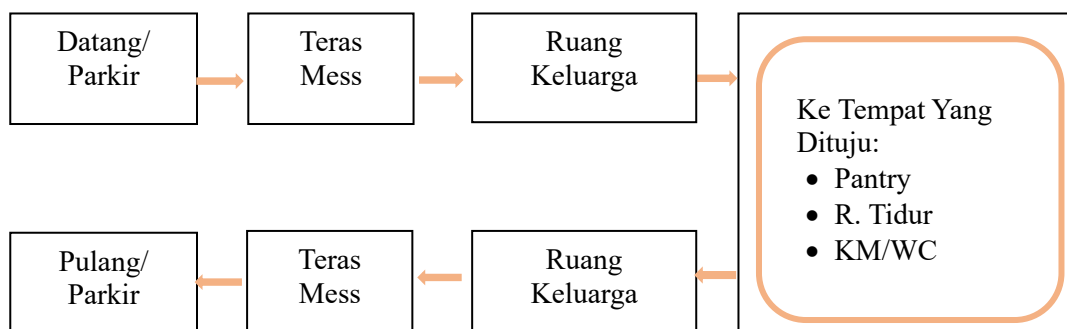 Datang/
Parkir
Teras
Mess
Ruang
Keluarga
Ke Tempat Yang
Dituju:
• Pantry
• R. Tidur
• KM/WC
Pulang/
Parkir
Teras
Mess
Ruang
Keluarga